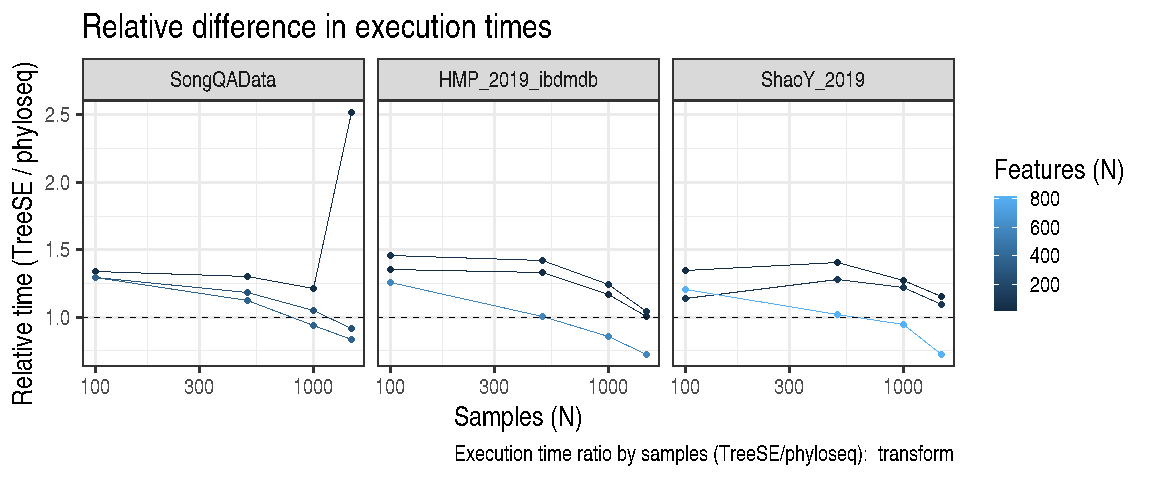 Relative difference in execution times
SongQAData
HMP_2019_ibdmdb
ShaoY_2019
Relative time (TreeSE / phyloseq)
2.5
2.0
1.5
1.0
100
300
1000
100
300
1000
100
300
1000
Samples (N)
Execution time ratio by samples (TreeSE/phyloseq): transform
Features (N)
800
600
400
200